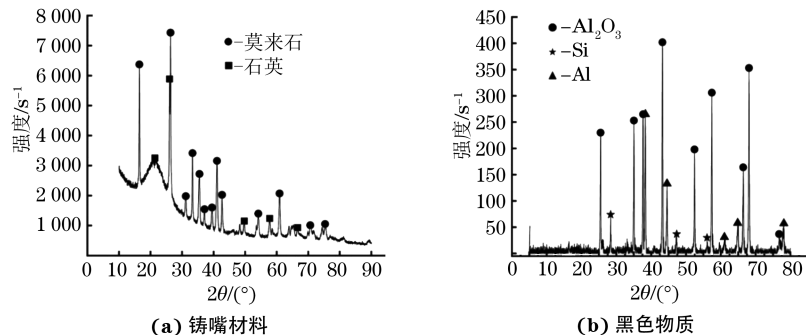 8 000
7 000
6 000
5 000
4 000
3 000
2 000
1 000
0
10 20 30 40 50 60 70 80 90
强度/s⁻¹
2θ/(°)
●-莫来石
■-石英
(a) 铸嘴材料
450
400
350
300
250
200
150
100
50
0 10 20 30 40 50 60 70 80
强度/s⁻¹
2θ/(°)
●-Al₂O₃
★-Si
▲-Al
(b) 黑色物质